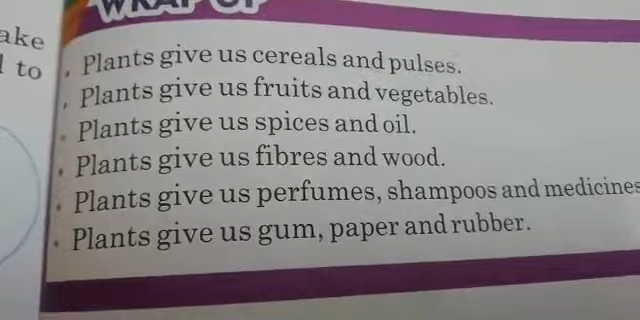 WRAP UP
ake
l to
• Plants give us cereals and pulses.
• Plants give us fruits and vegetables.
• Plants give us spices and oil.
• Plants give us fibres and wood.
• Plants give us perfumes, shampoos and medicines
• Plants give us gum, paper and rubber.